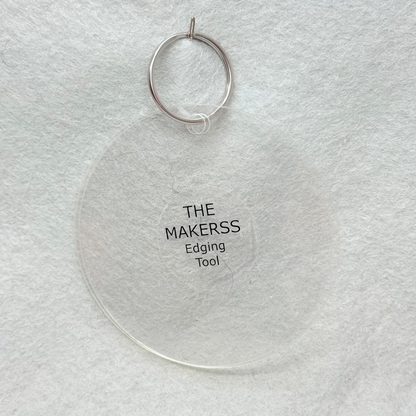 THE
MAKERSS
Edging
Tool